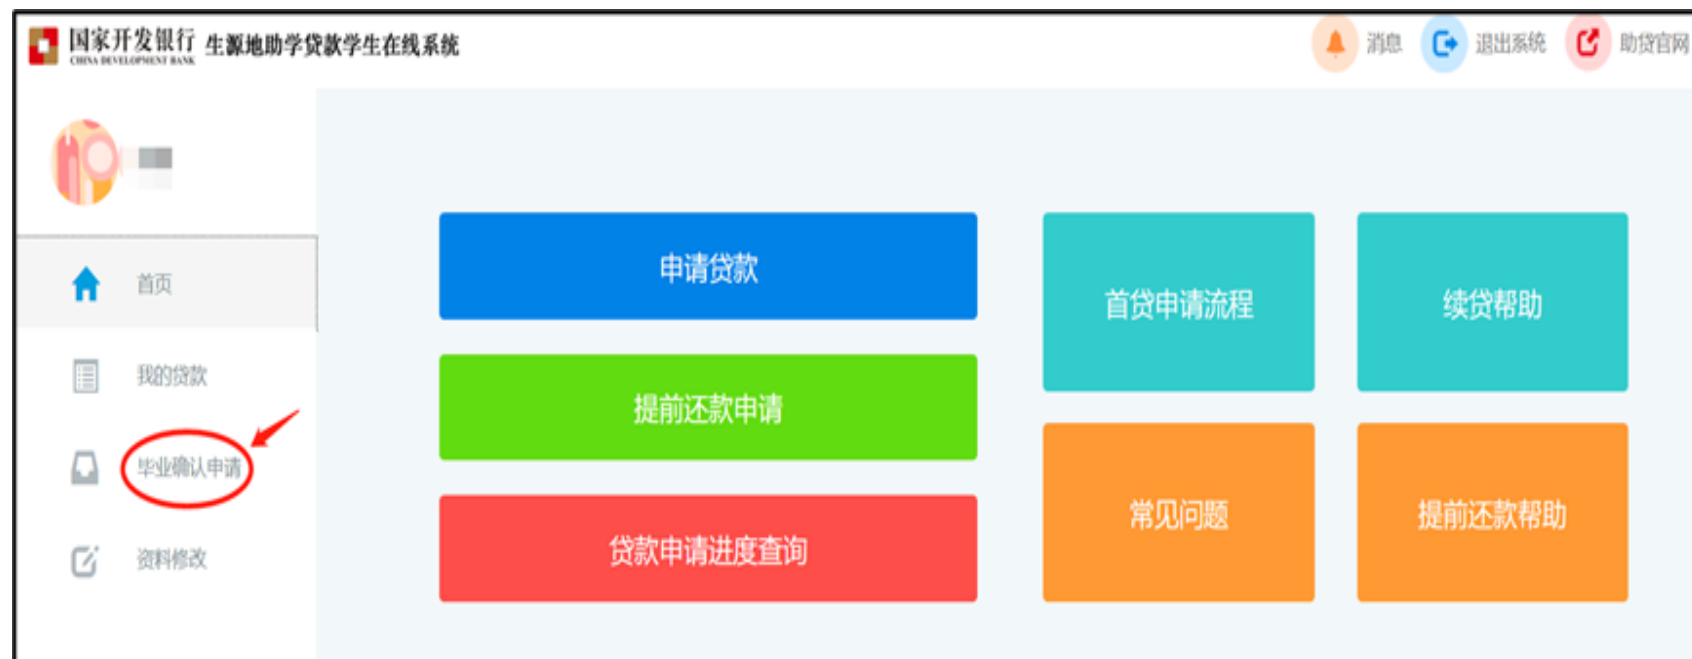 国家开发银行 生源地助学贷款学生在线系统
CHINA DEVELOPMENT BANK
消息 退出系统 助贷官网
首页
我的贷款
毕业确认申请
资料修改
申请贷款
提前还款申请
贷款申请进度查询
首贷申请流程
续贷帮助
常见问题
提前还款帮助